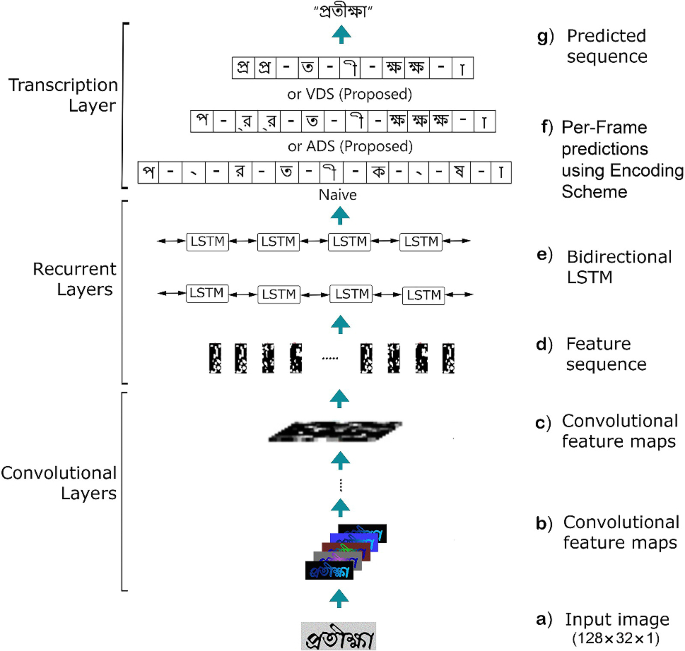 "প্রতীক্ষা"
g) Predicted sequence
প্র প্র - ত - ী - ক্ষ ক্ষ - া
or VDS (Proposed)
Transcription Layer
প - ্র ্র - ত - ী - ক্ষ ক্ষ ক্ষ - া
or ADS (Proposed)
f) Per-Frame predictions using Encoding Scheme
প - ্ - র - ত - ী - ক - ্ - ষ - া
Naive
LSTM LSTM LSTM LSTM
e) Bidirectional LSTM
Recurrent Layers
LSTM LSTM LSTM LSTM
d) Feature sequence
.....
c) Convolutional feature maps
Convolutional Layers
b) Convolutional feature maps
প্রতীক্ষা
a) Input image
(128×32×1)
প্রতীক্ষা